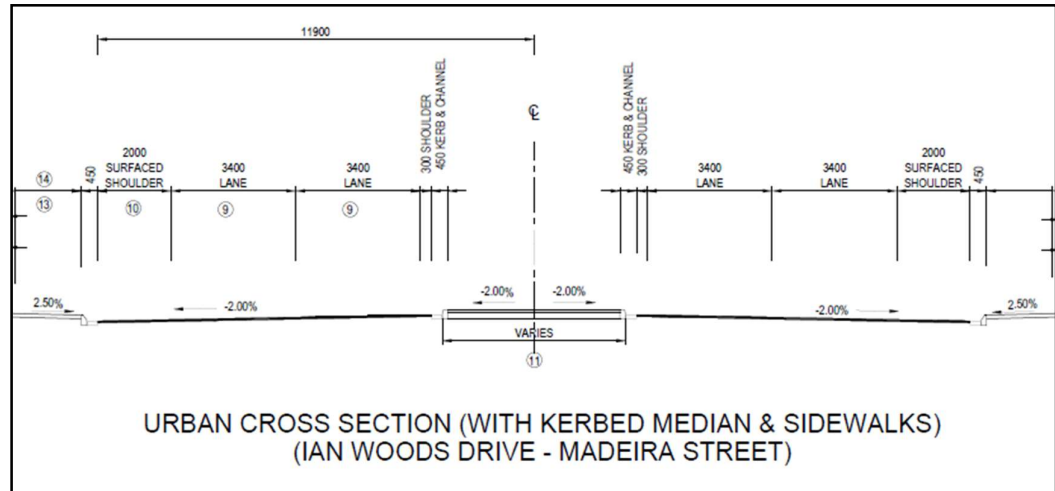 11900
300 SHOULDER
450 KERB & CHANNEL
℄
450 KERB & CHANNEL
300 SHOULDER
14
450
2000
SURFACED
SHOULDER
3400
LANE
3400
LANE
3400
LANE
3400
LANE
2000
SURFACED
SHOULDER
450
13
10
9
9
2.50%
-2.00%
-2.00%
-2.00%
-2.00%
2.50%
VARIES
11
URBAN CROSS SECTION (WITH KERBED MEDIAN & SIDEWALKS)
(IAN WOODS DRIVE - MADEIRA STREET)